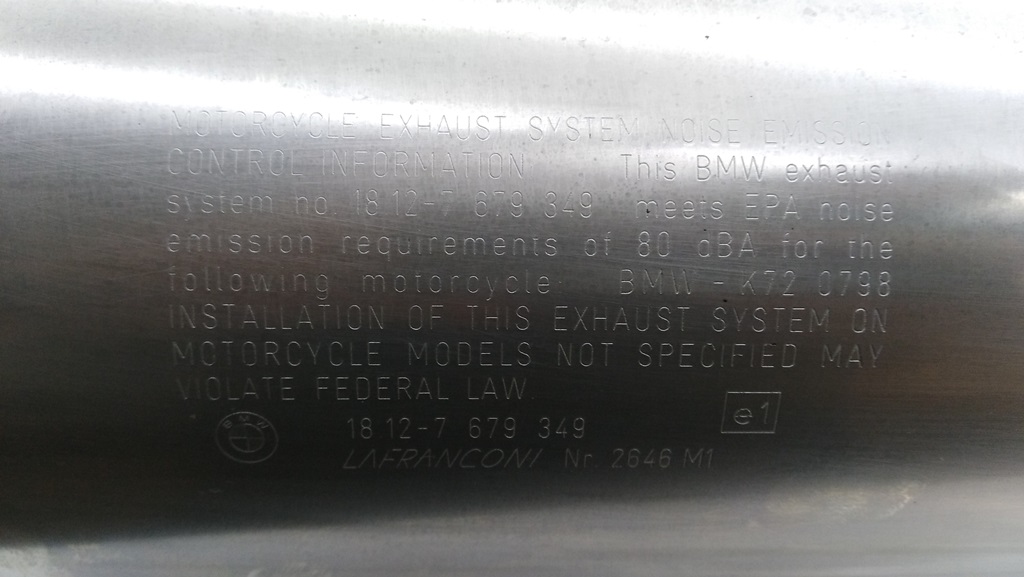 MOTORCYCLE EXHAUST SYSTEM NOISE EMISSION
CONTROL INFORMATION This BMW exhaust
system no. 18 12-7 679 349 meets EPA noise
emission requirements of 80 dBA for the
following motorcycle: BMW - K72 0798
INSTALLATION OF THIS EXHAUST SYSTEM ON
MOTORCYCLE MODELS NOT SPECIFIED MAY
VIOLATE FEDERAL LAW.
BMW
18 12-7 679 349
e1
LAFRANCONI Nr. 2646 M1